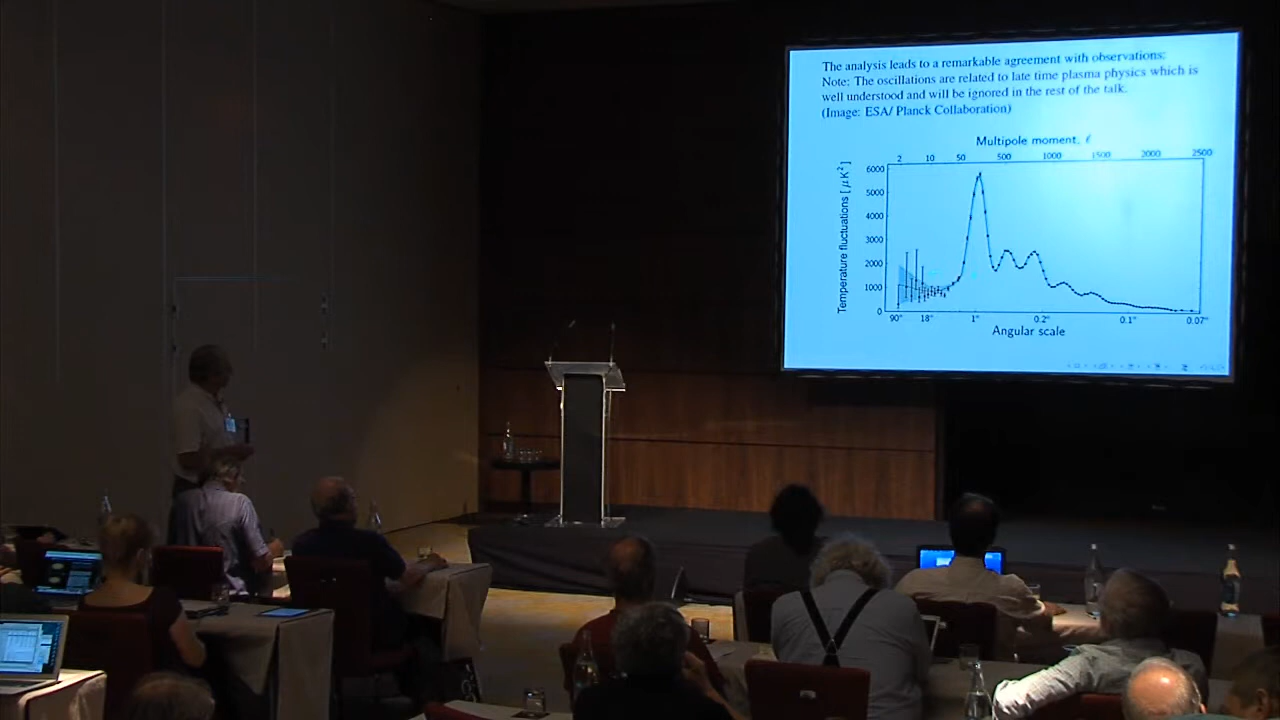 The analysis leads to a remarkable agreement with observations:
Note: The oscillations are related to late time plasma physics which is
well understood and will be ignored in the rest of the talk.
(Image: ESA/ Planck Collaboration)
Multipole moment, ℓ
2 10 50 500 1000 1500 2000 2500
Temperature fluctuations [ μ K² ]
6000
5000
4000
3000
2000
1000
0
90° 18° 1° 0.2° 0.1° 0.07°
Angular scale